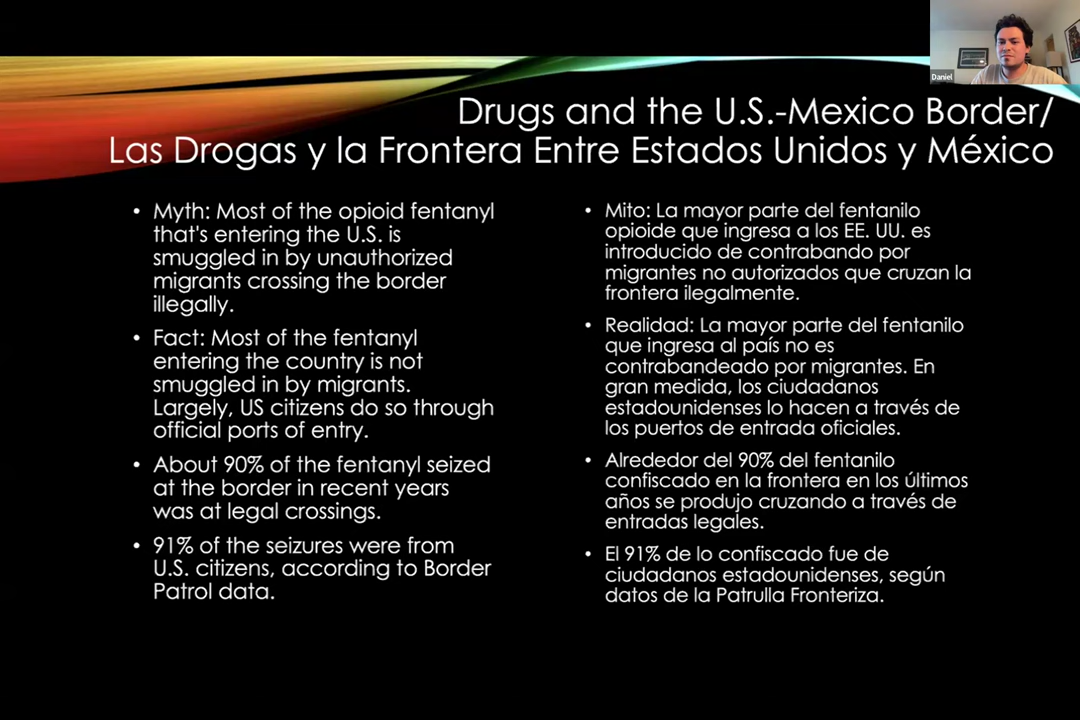 Daniel
Drugs and the U.S.-Mexico Border/
Las Drogas y la Frontera Entre Estados Unidos y México
• Myth: Most of the opioid fentanyl
that's entering the U.S. is
smuggled in by unauthorized
migrants crossing the border
illegally.
• Fact: Most of the fentanyl
entering the country is not
smuggled in by migrants.
Largely, US citizens do so through
official ports of entry.
• About 90% of the fentanyl seized
at the border in recent years
was at legal crossings.
• 91% of the seizures were from
U.S. citizens, according to Border
Patrol data.
• Mito: La mayor parte del fentanilo
opioide que ingresa a los EE. UU. es
introducido de contrabando por
migrantes no autorizados que cruzan la
frontera ilegalmente.
• Realidad: La mayor parte del fentanilo
que ingresa al país no es
contrabandeado por migrantes. En
gran medida, los ciudadanos
estadounidenses lo hacen a través de
los puertos de entrada oficiales.
• Alrededor del 90% del fentanilo
confiscado en la frontera en los últimos
años se produjo cruzando a través de
entradas legales.
• El 91% de lo confiscado fue de
ciudadanos estadounidenses, según
datos de la Patrulla Fronteriza.